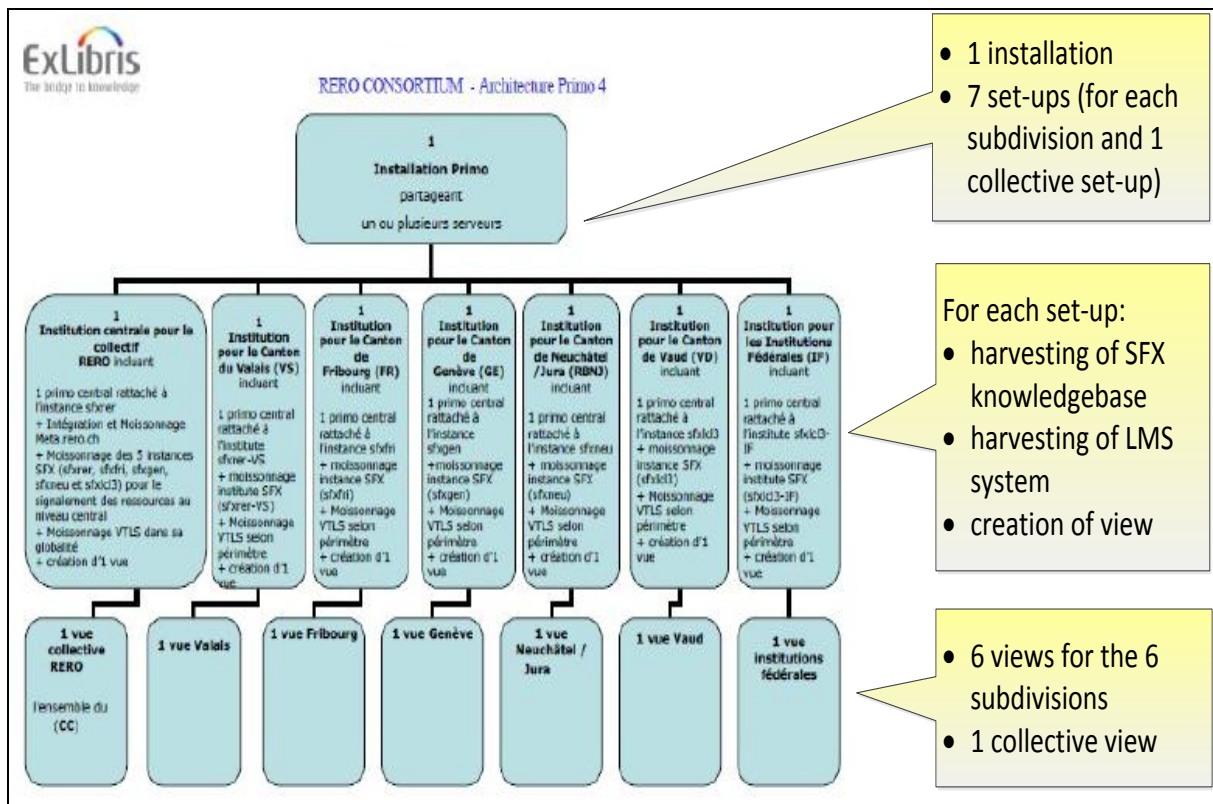 ExLibris
The bridge to knowledge
RERO CONSORTIUM - Architecture Primo 4
1
Installation Primo
partageant
un ou plusieurs serveurs
• 1 installation
• 7 set-ups (for each
subdivision and 1
collective set-up)
1
Institution centrale pour le
collectif
RERO incluant
1 primo central rattaché à
l'instance sfxrer
+ Intégration et Moissonnage
Meta.rero.ch
+ Moissonnage des 5 instances
SFX (sfxrer, sfxfri, sfxgen,
sfxneu et sfxlcl3) pour le
signalement des ressources au
niveau central
+ Moissonnage VTLS dans sa
globalité
+ création d'1 vue
1
Institution
pour le Canton
du Valais (VS)
incluant
1 primo central
rattaché à
l'institute
sfxrer-VS
+ moissonnage
institute SFX
(sfxrer-VS)
+ Moissonnage
VTLS selon
périmètre
+ création d'1
vue
1
Institution
pour le Canton
de
Fribourg (FR)
incluant
1 primo central
rattaché à
l'instance sfxfri
+ moissonnage
instance SFX
(sfxfri)
+ Moissonnage
VTLS selon
périmètre
+ création d'1
vue
1
Institution
pour le Canton
de
Genève (GE)
incluant
1 primo central
rattaché à
l'instance
sfxgen
+moissonnage
instance SFX
(sfxgen)
+ Moissonnage
VTLS selon
périmètre
+ création d'1
vue
1
Institution
pour le Canton
de Neuchâtel
/Jura (RBNJ)
incluant
1 primo central
rattaché à
l'instance sfxneu
+ moissonnage
instance SFX
(sfxneu)
+ Moissonnage
VTLS selon
périmètre
+ création d'1
vue
1
Institution
pour le Canton
de Vaud (VD)
incluant
1 primo central
rattaché à
l'instance sfxlcl3
+ moissonnage
instance SFX
(sfxlcl3)
+ Noissonnage
VTLS selon
périmètre
+ création d'1
vue
1
Institution pour
les Institutions
Fédérales (IF)
incluant
1 primo central
rattaché à
l'institute sfxlcl3-
IF
+ moissonnage
institute SFX
(sfxlcl3-IF)
+ Moissonnage
VTLS selon
périmètre
+ création d'1
vue
For each set-up:
• harvesting of SFX
knowledgebase
• harvesting of LMS
system
• creation of view
1 vue
collective
RERO
l'ensemble du
(CC)
1 vue Valais
1 vue Fribourg
1 vue Genève
1 vue
Neuchâtel /
Jura
1 vue Vaud
1 vue
institutions
fédérales
• 6 views for the 6
subdivisions
• 1 collective view